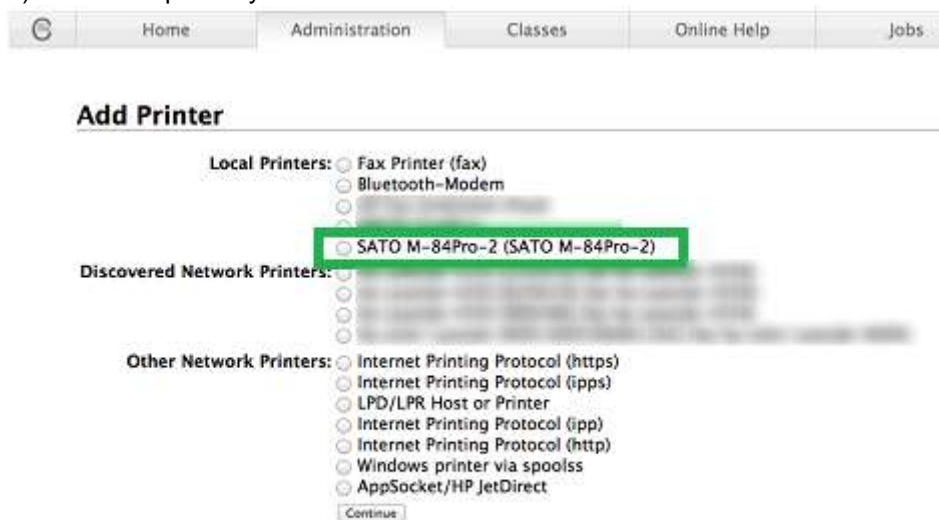 Home Administration Classes Online Help Jobs
Add Printer
Local Printers: Fax Printer (fax)
Bluetooth-Modem
SATO M-84Pro-2 (SATO M-84Pro-2)
Discovered Network Printers:
Other Network Printers: Internet Printing Protocol (https)
Internet Printing Protocol (ipps)
LPD/LPR Host or Printer
Internet Printing Protocol (ipp)
Internet Printing Protocol (http)
Windows printer via spoolss
AppSocket/HP JetDirect
Continue